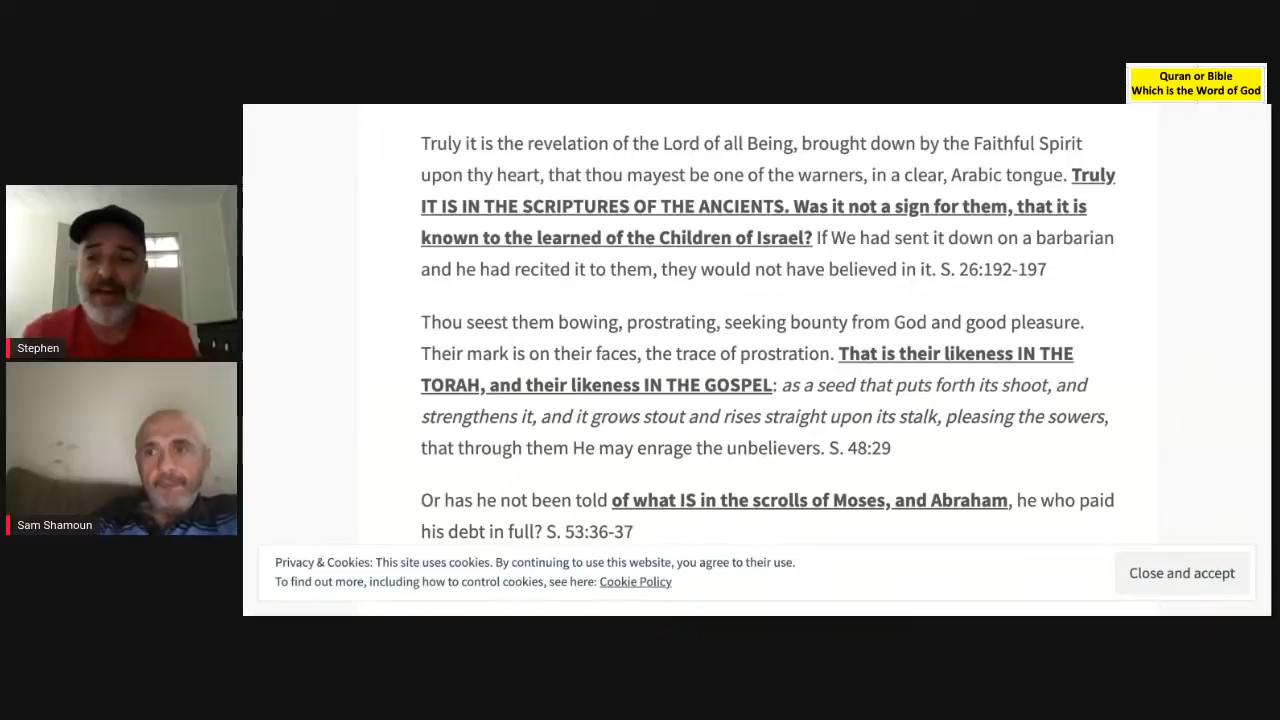 Quran or Bible
Which is the Word of God
Truly it is the revelation of the Lord of all Being, brought down by the Faithful Spirit
upon thy heart, that thou mayest be one of the warners, in a clear, Arabic tongue. Truly
IT IS IN THE SCRIPTURES OF THE ANCIENTS. Was it not a sign for them, that it is
known to the learned of the Children of Israel? If We had sent it down on a barbarian
and he had recited it to them, they would not have believed in it. S. 26:192-197
Thou seest them bowing, prostrating, seeking bounty from God and good pleasure.
Their mark is on their faces, the trace of prostration. That is their likeness IN THE
TORAH, and their likeness IN THE GOSPEL: as a seed that puts forth its shoot, and
strengthens it, and it grows stout and rises straight upon its stalk, pleasing the sowers,
that through them He may enrage the unbelievers. S. 48:29
Or has he not been told of what IS in the scrolls of Moses, and Abraham, he who paid
his debt in full? S. 53:36-37
Privacy & Cookies: This site uses cookies. By continuing to use this website, you agree to their use.
To find out more, including how to control cookies, see here: Cookie Policy
Close and accept
Stephen
Sam Shamoun